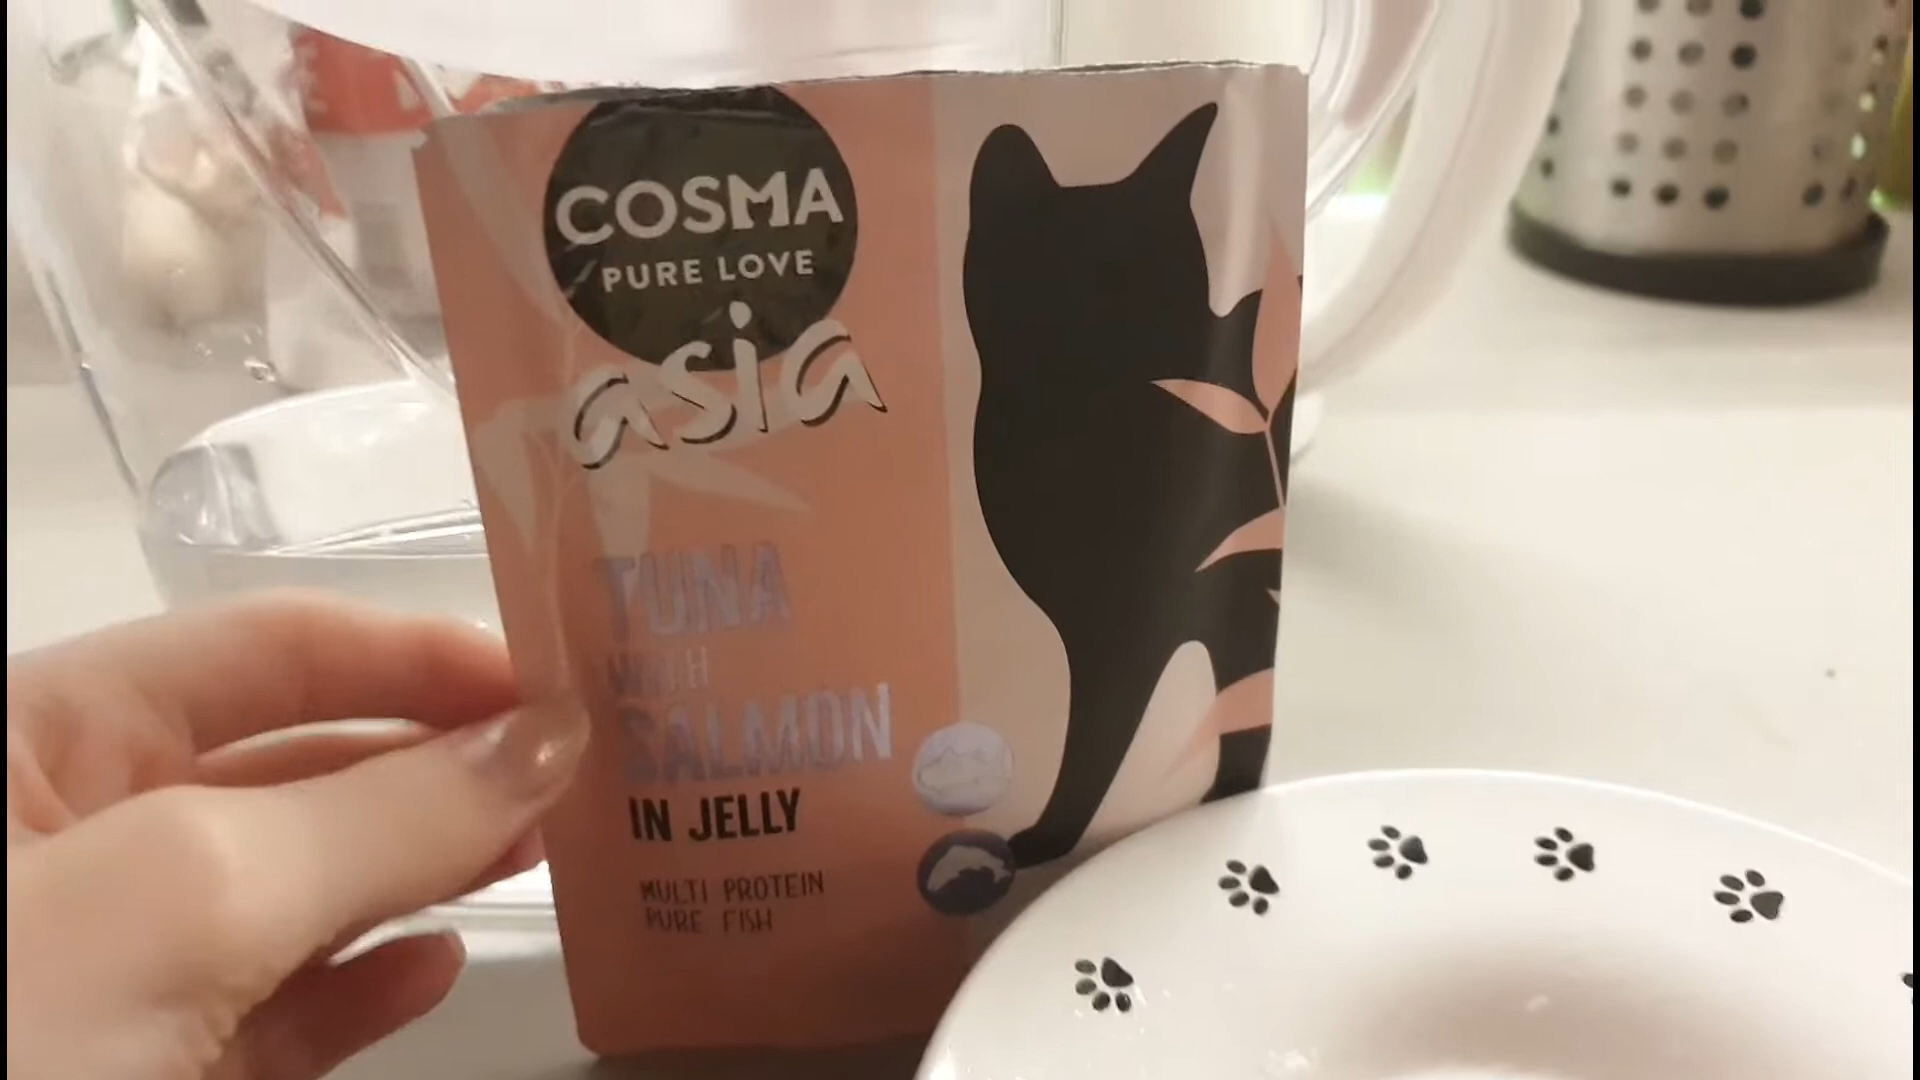 COSMA
PURE LOVE
asia
TUNA
WITH
SALMON
IN JELLY
MULTI PROTEIN
PURE FISH